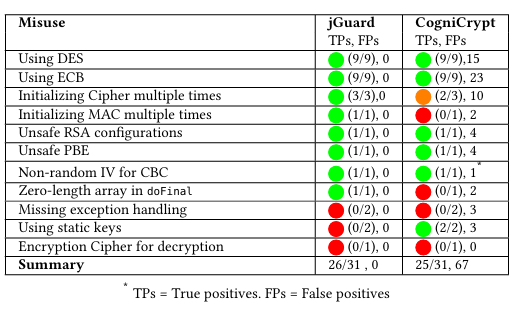 Misuse jGuard CogniCrypt
TPs, FPs TPs, FPs
Using DES (9/9), 0 (9/9),15
Using ECB (9/9), 0 (9/9), 23
Initializing Cipher multiple times (3/3),0 (2/3), 10
Initializing MAC multiple times (1/1), 0 (0/1), 2
Unsafe RSA configurations (1/1), 0 (1/1), 4
Unsafe PBE (1/1), 0 (1/1), 4
Non-random IV for CBC (1/1), 0 (1/1), 1*
Zero-length array in doFinal (1/1), 0 (0/1), 2
Missing exception handling (0/2), 0 (0/2), 3
Using static keys (0/2), 0 (2/2), 3
Encryption Cipher for decryption (0/1), 0 (0/1), 0
Summary 26/31 , 0 25/31, 67
* TPs = True positives. FPs = False positives